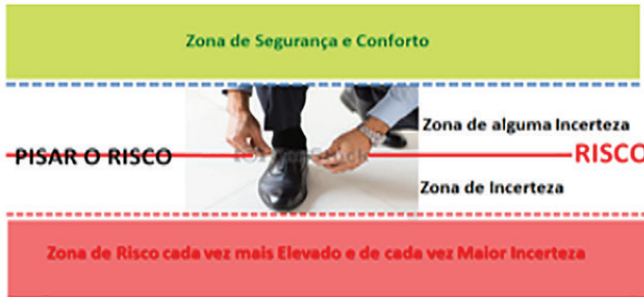 Zona de Segurança e Conforto
Zona de alguma Incerteza
PISAR O RISCO
RISCO
Zona de Incerteza
Zona de Risco cada vez mais Elevado e de cada vez Maior Incerteza